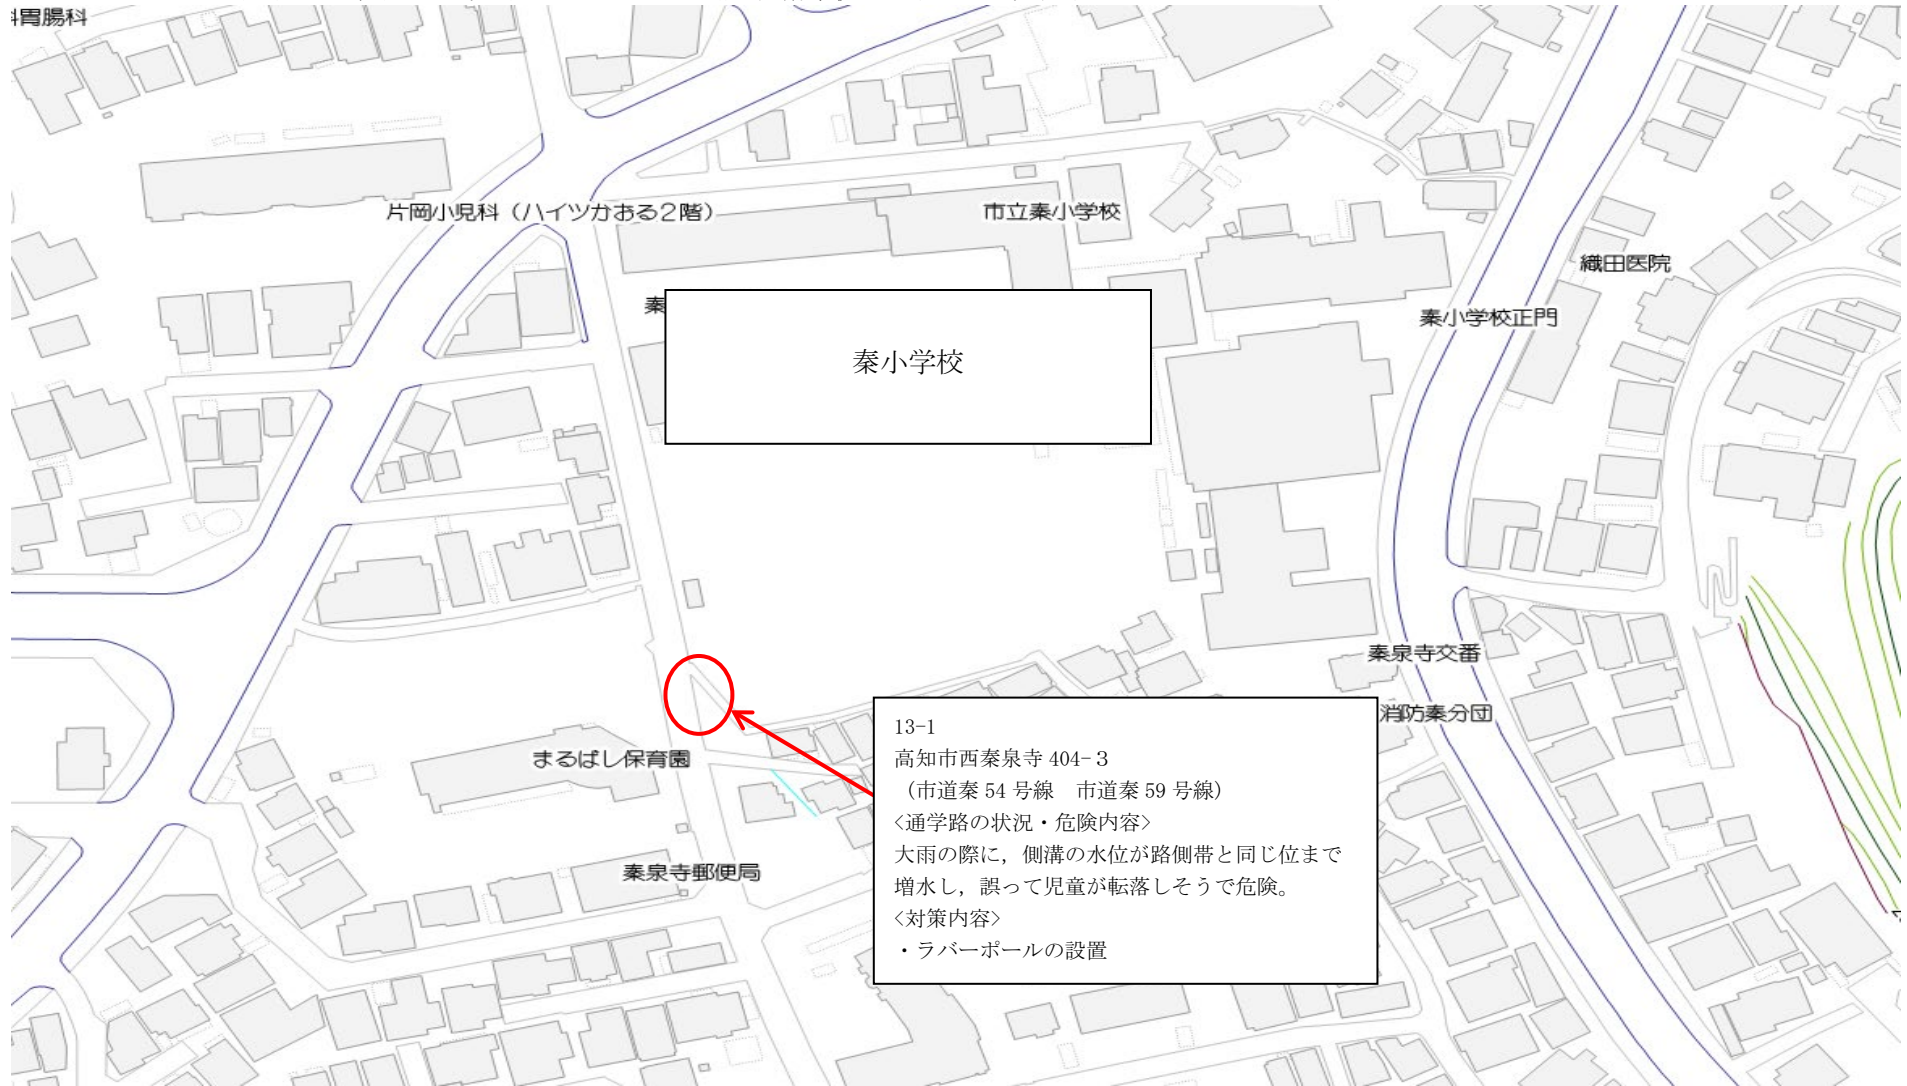 胃腸科
片岡小児科（ハイツかおる２階）
市立秦小学校
織田医院
秦
秦小学校正門
秦小学校
秦泉寺交番
消防秦分団
まるばし保育園
秦泉寺郵便局
13-1
高知市西秦泉寺 404-３
（市道秦 54 号線　市道秦 59 号線）
<通学路の状況・危険内容>
大雨の際に，側溝の水位が路側帯と同じ位まで
増水し，誤って児童が転落しそうで危険。
<対策内容>
・ラバーポールの設置